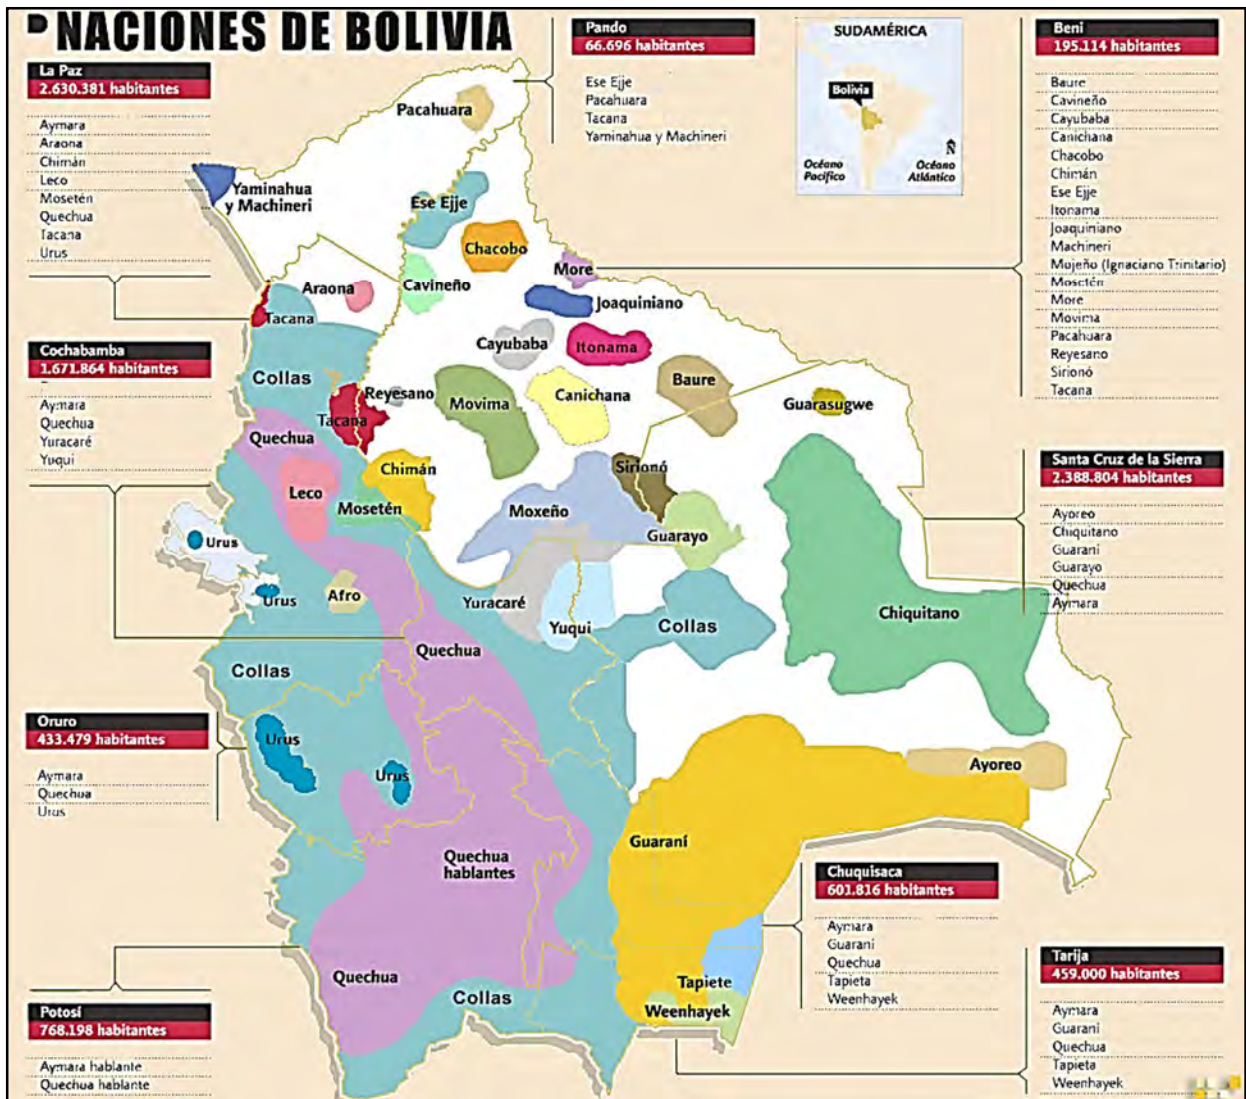 NACIONES DE BOLIVIA
La Paz
2.630.381 habitantes
Aymara
Araona
Chimán
Leco
Mosetén
Quechua
Tacana
Urus
Cochabamba
1.671.864 habitantes
Aymara
Quechua
Yuracaré
Yuqui
Oruro
433.479 habitantes
Aymara
Quechua
Urus
Potosí
768.198 habitantes
Aymara hablante
Quechua hablante
Pando
66.696 habitantes
Ese Ejje
Pacahuara
Tacana
Yaminahua y Machineri
SUDAMÉRICA
Bolivia
Océano
Pacífico
Océano
Atlántico
N
Beni
195.114 habitantes
Baure
Cavineño
Cayubaba
Canichana
Chacobo
Chimán
Ese Ejje
Itonama
Joaquiniano
Machineri
Mojeño (Ignaciano Trinitario)
Mosetén
More
Movima
Pacahuara
Reyesano
Sirionó
Tacana
Santa Cruz de la Sierra
2.388.804 habitantes
Ayoreo
Chiquitano
Guaraní
Guarayo
Quechua
Aymara
Chuquisaca
601.816 habitantes
Aymara
Guaraní
Quechua
Tapieta
Weenhayek
Tarija
459.000 habitantes
Aymara
Guaraní
Quechua
Tapieta
Weenhayek
Pacahuara
Yaminahua
y Machineri
Ese Ejje
Chacobo
More
Araona
Cavineño
Joaquiniano
Tacana
Cayubaba
Itonama
Collas
Reyesano
Tacana
Movima
Canichana
Baure
Guarasugwe
Quechua
Chimán
Sirionó
Leco
Mosetén
Moxeño
Guarayo
Urus
Urus
Afro
Yuracaré
Yuqui
Collas
Chiquitano
Quechua
Collas
Urus
Urus
Ayoreo
Guaraní
Quechua
hablantes
Quechua
Collas
Tapiete
Weenhayek